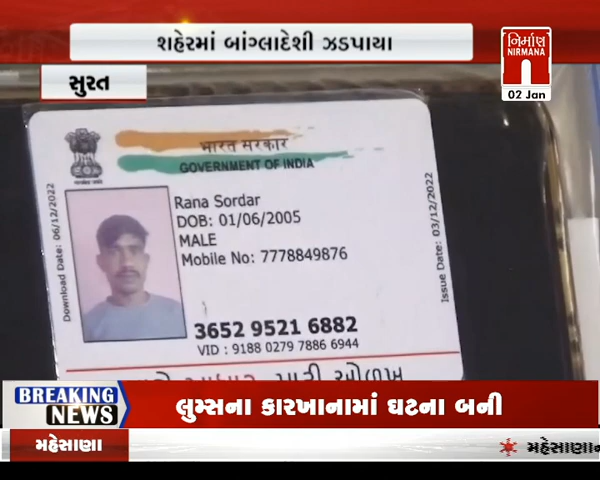 શહેરમાં બાંગ્લાદેશી ઝડપાયા
નિર્માણ
NIRMANA
સુરત
02 Jan
भारत सरकार
GOVERNMENT OF INDIA
Download Date: 06/12/2022
Rana Sordar
DOB: 01/06/2005
MALE
Mobile No: 7778849876
Issue Date: 03/12/2022
3652 9521 6882
VID : 9188 0279 7886 6944
BREAKING NEWS
લુમ્સના કારખાનામાં ઘટના બની
મહેસાણા
મહેસાણાન